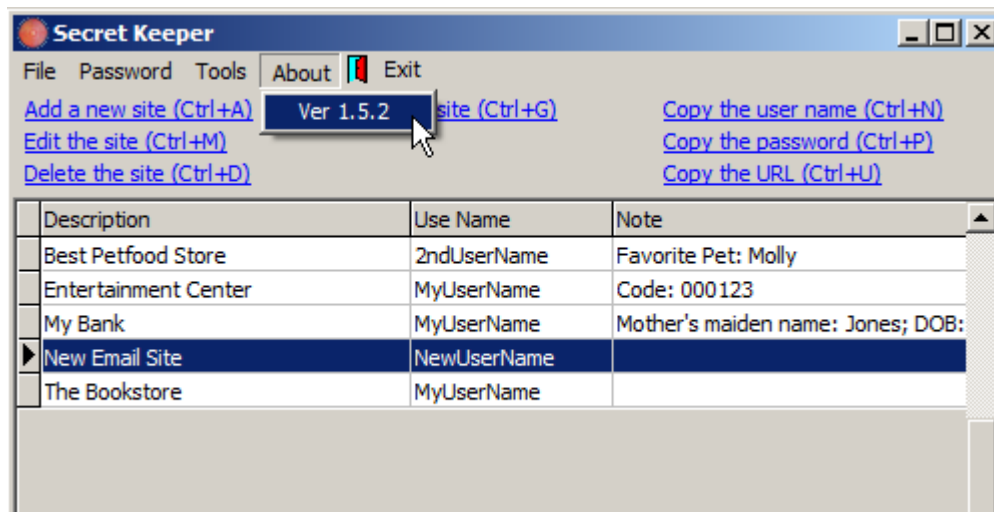 Secret Keeper
File Password Tools About Exit
Add a new site (Ctrl+A) Ver 1.5.2 site (Ctrl+G) Copy the user name (Ctrl+N)
Edit the site (Ctrl+M) Copy the password (Ctrl+P)
Delete the site (Ctrl+D) Copy the URL (Ctrl+U)
Description Use Name Note
Best Petfood Store 2ndUserName Favorite Pet: Molly
Entertainment Center MyUserName Code: 000123
My Bank MyUserName Mother's maiden name: Jones; DOB:
New Email Site NewUserName
The Bookstore MyUserName